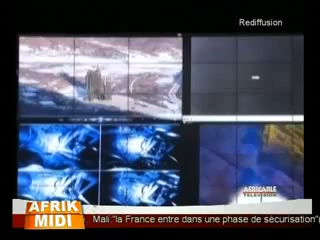 Rediffusion
AFRICABLE
TELEVISION
AFRIK
MIDI
Mali:"la France entre dans une phase de sécurisation"